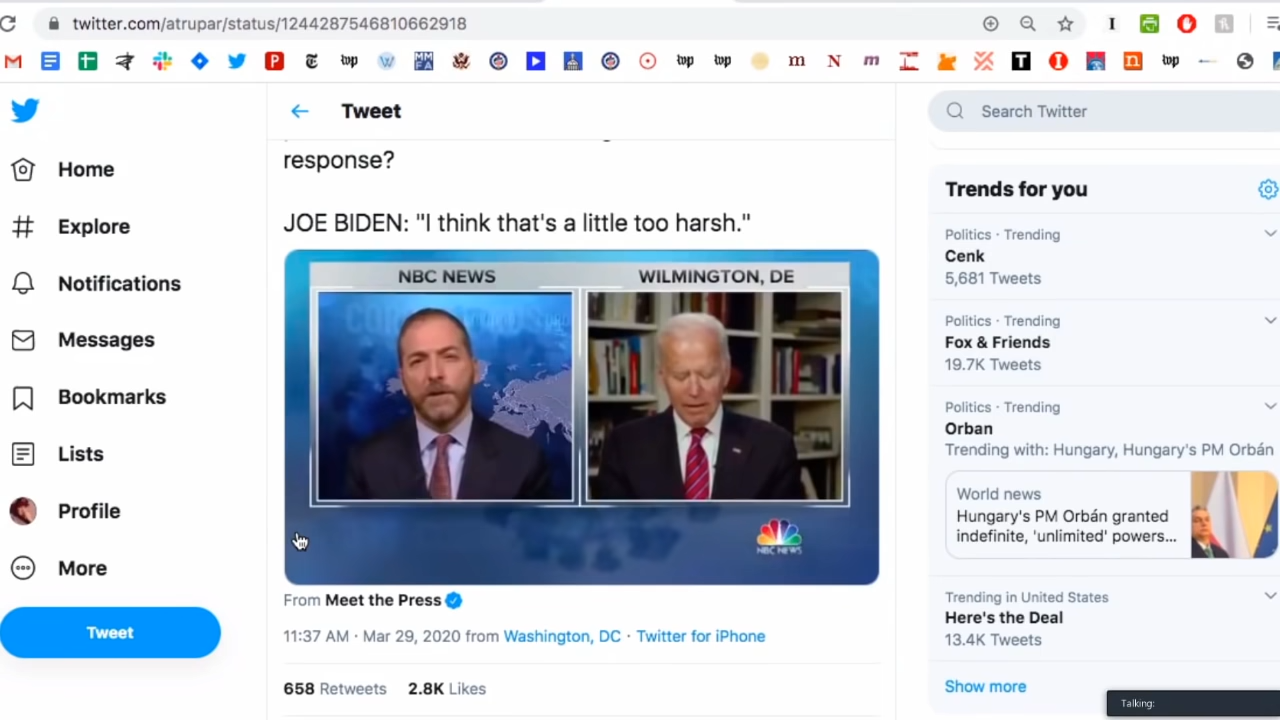 twitter.com/atrupar/status/1244287546810662918
Home
Explore
Notifications
Messages
Bookmarks
Lists
Profile
More
Tweet
Tweet
response?
JOE BIDEN: "I think that's a little too harsh."
NBC NEWS
WILMINGTON, DE
NBC NEWS
From Meet the Press
11:37 AM · Mar 29, 2020 from Washington, DC · Twitter for iPhone
658 Retweets 2.8K Likes
Search Twitter
Trends for you
Politics · Trending
Cenk
5,681 Tweets
Politics · Trending
Fox & Friends
19.7K Tweets
Politics · Trending
Orban
Trending with: Hungary, Hungary's PM Orbán
World news
Hungary's PM Orbán granted
indefinite, 'unlimited' powers...
Trending in United States
Here's the Deal
13.4K Tweets
Show more
Talking: